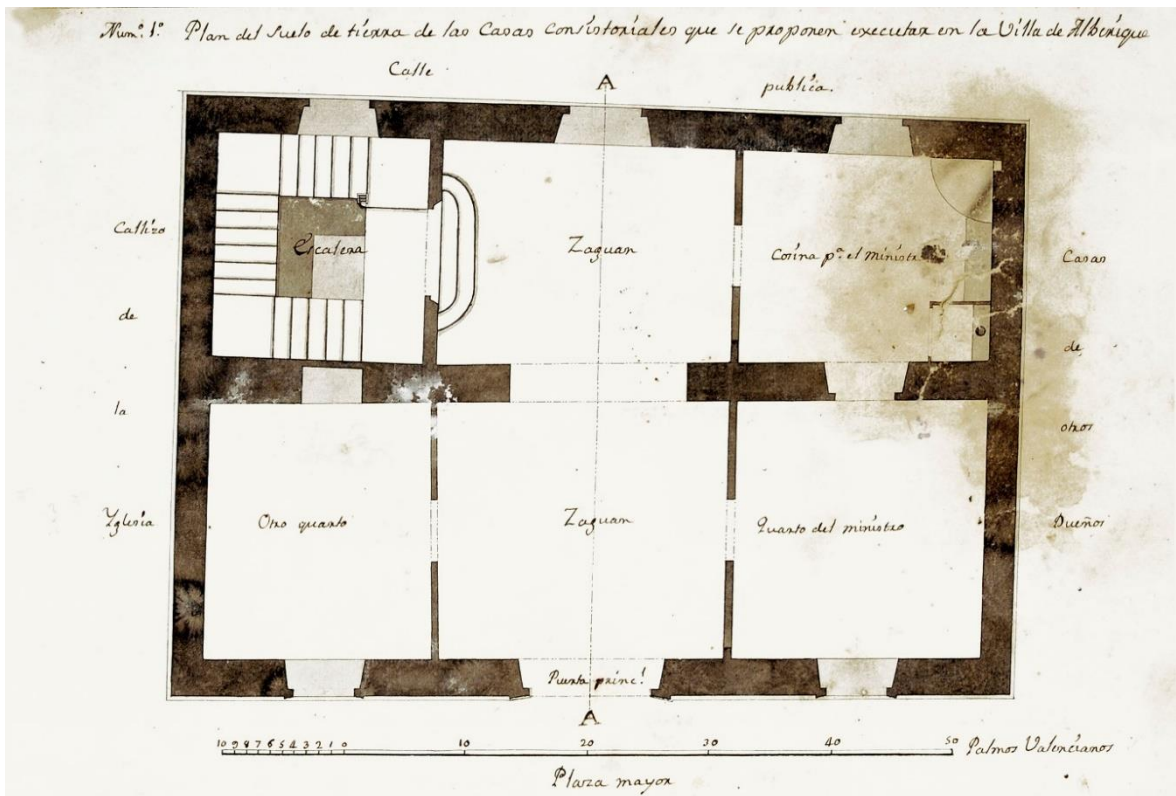 Num.º 1.º Plan del suelo de tierra de las Casas Consistoriales que se proponen executar en la Villa de Alberique
Calle publica.
A
Callizo de la Yglesia
Escalera
Zaguan
Cosina p.ª el Ministro
Casas de otros Dueños
Otro quarto
Zaguan
Quarto del ministro
Puerta princ.l
A
10 9 8 7 6 5 4 3 2 1 0 10 20 30 40 50 Palmos Valencianos
Plaza mayor